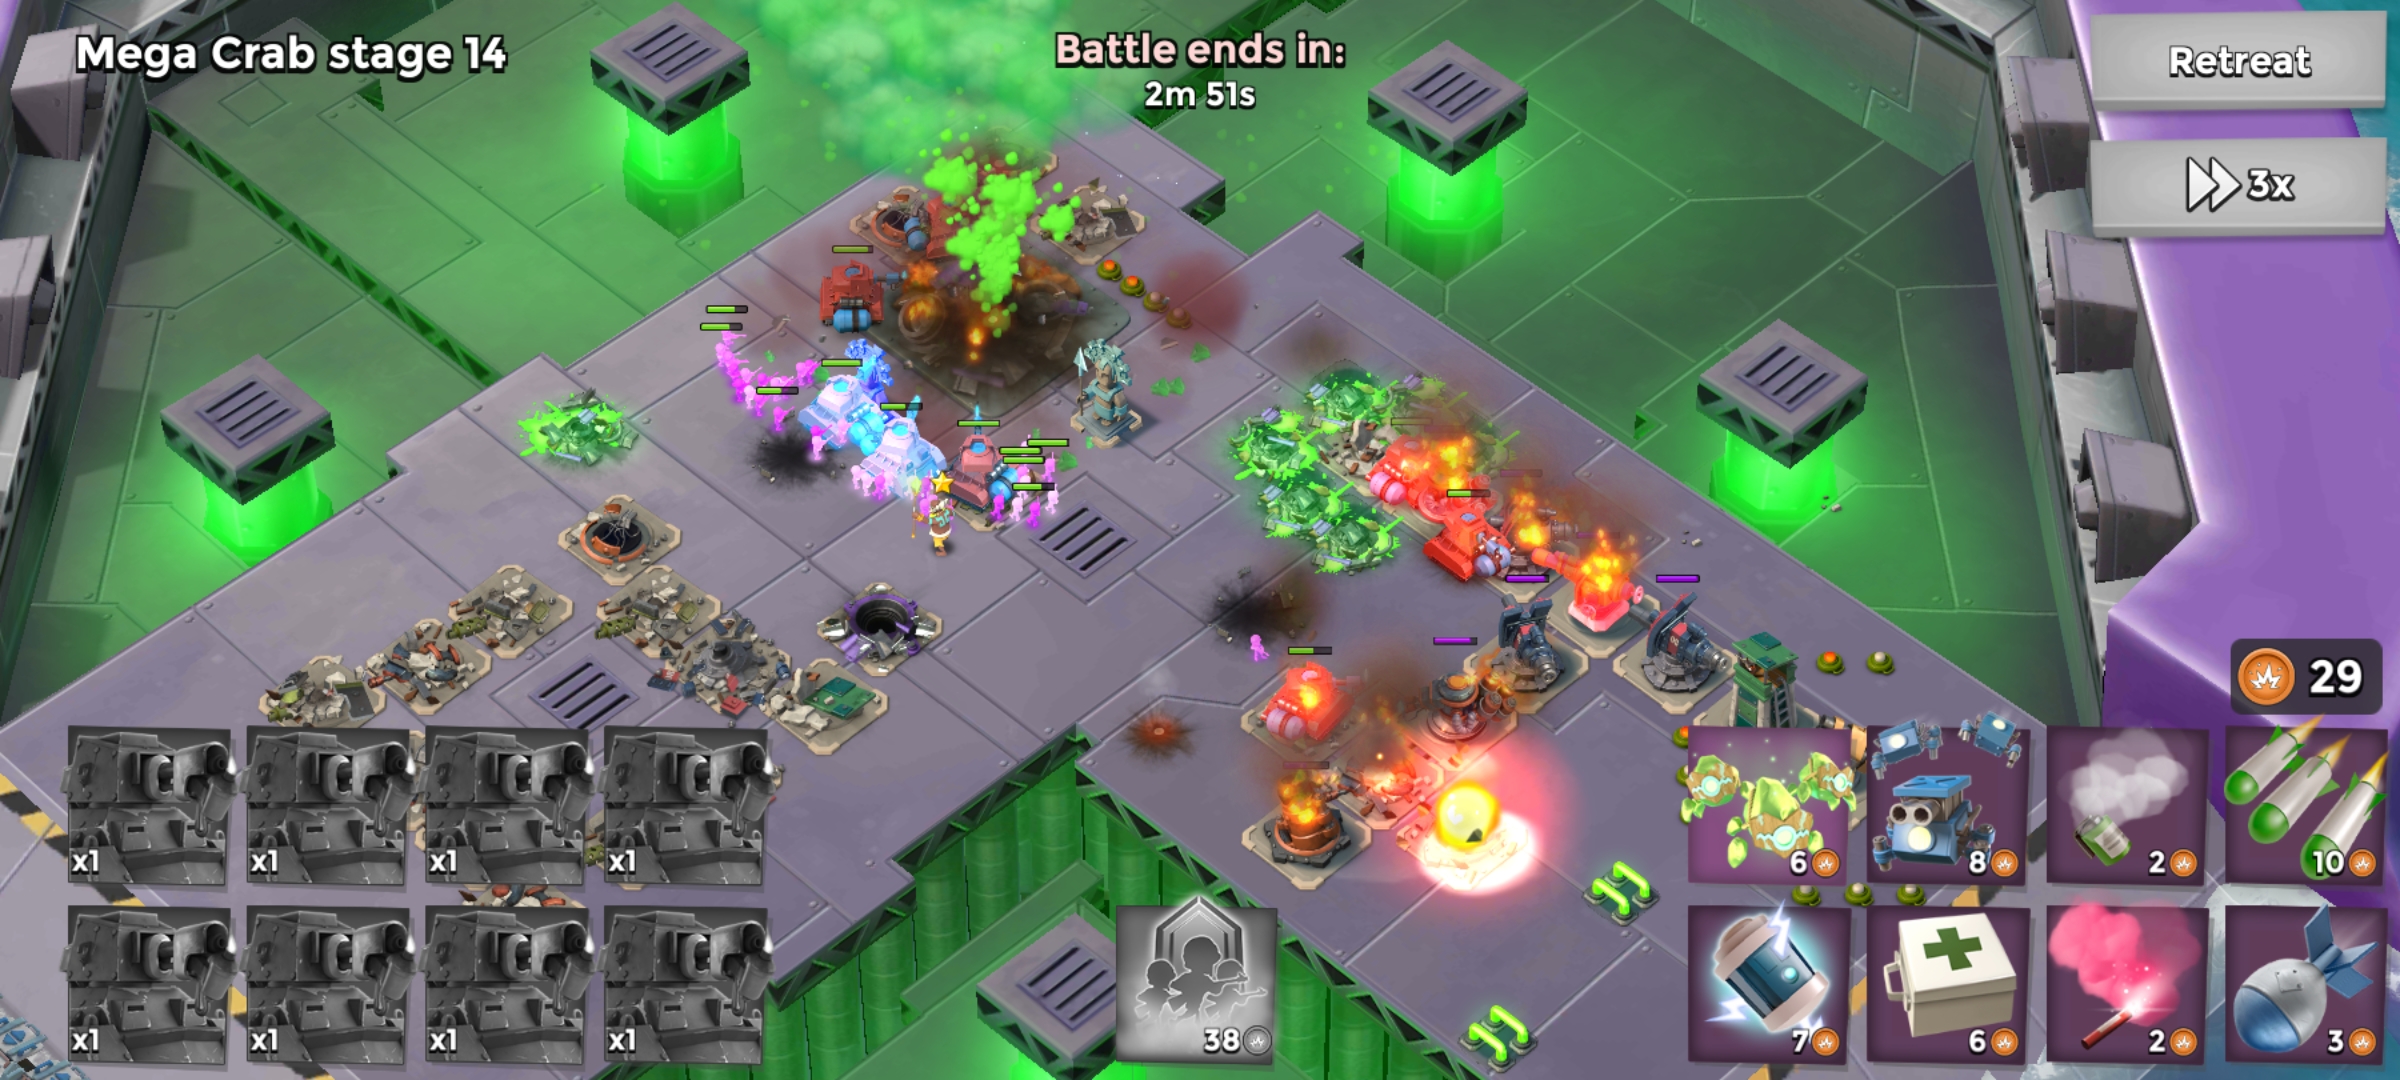 Mega Crab stage 14
Battle ends in:
2m 51s
Retreat
3x
29
x1
x1
x1
x1
6
8
2
10
x1
x1
x1
x1
38
7
6
2
3